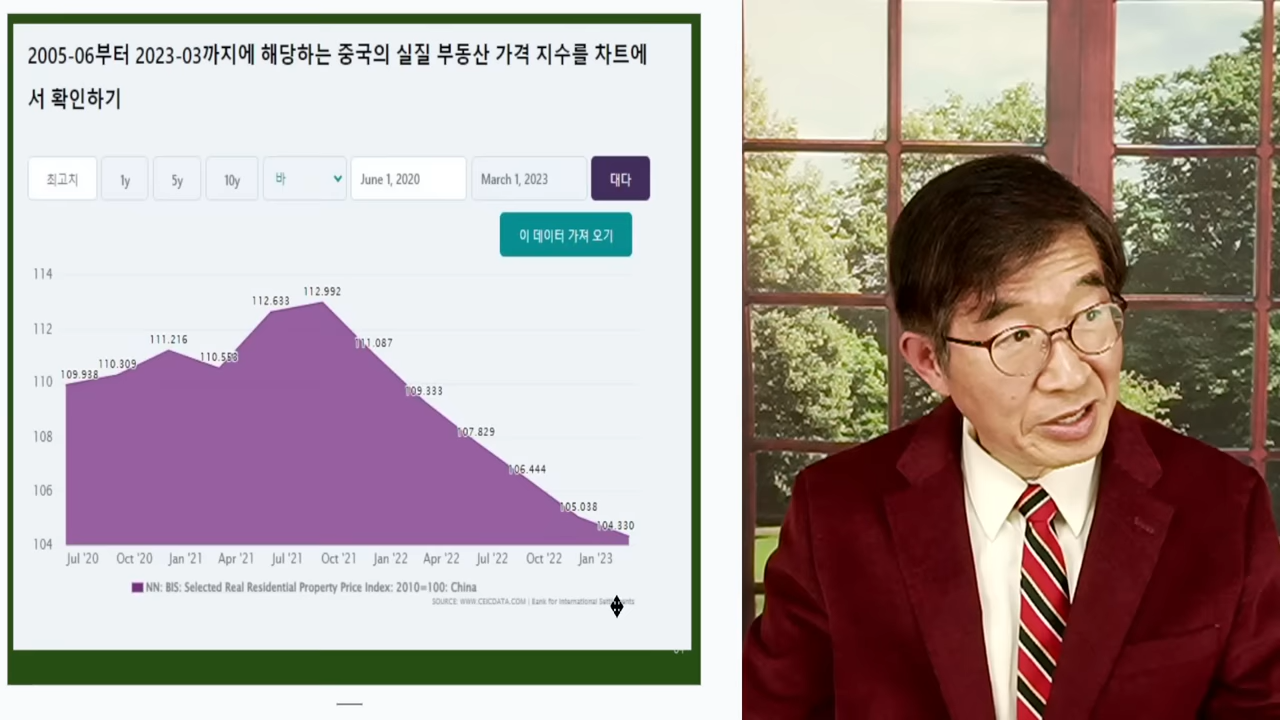 2005-06부터 2023-03까지에 해당하는 중국의 실질 부동산 가격 지수를 차트에
서 확인하기
최고치 1y 5y 10y 바 June 1, 2020 March 1, 2023 대다
이 데이터 가져 오기
114
112.992
112.633
112
111.216
111.087
110.553
110.309
110
109.938
109.333
108
107.829
106.444
106
105.038
104.330
104
Jul '20 Oct '20 Jan '21 Apr '21 Jul '21 Oct '21 Jan '22 Apr '22 Jul '22 Oct '22 Jan '23
NN: BIS: Selected Real Residential Property Price Index: 2010=100: China
SOURCE: WWW.CEICDATA.COM | Bank for International Settlements